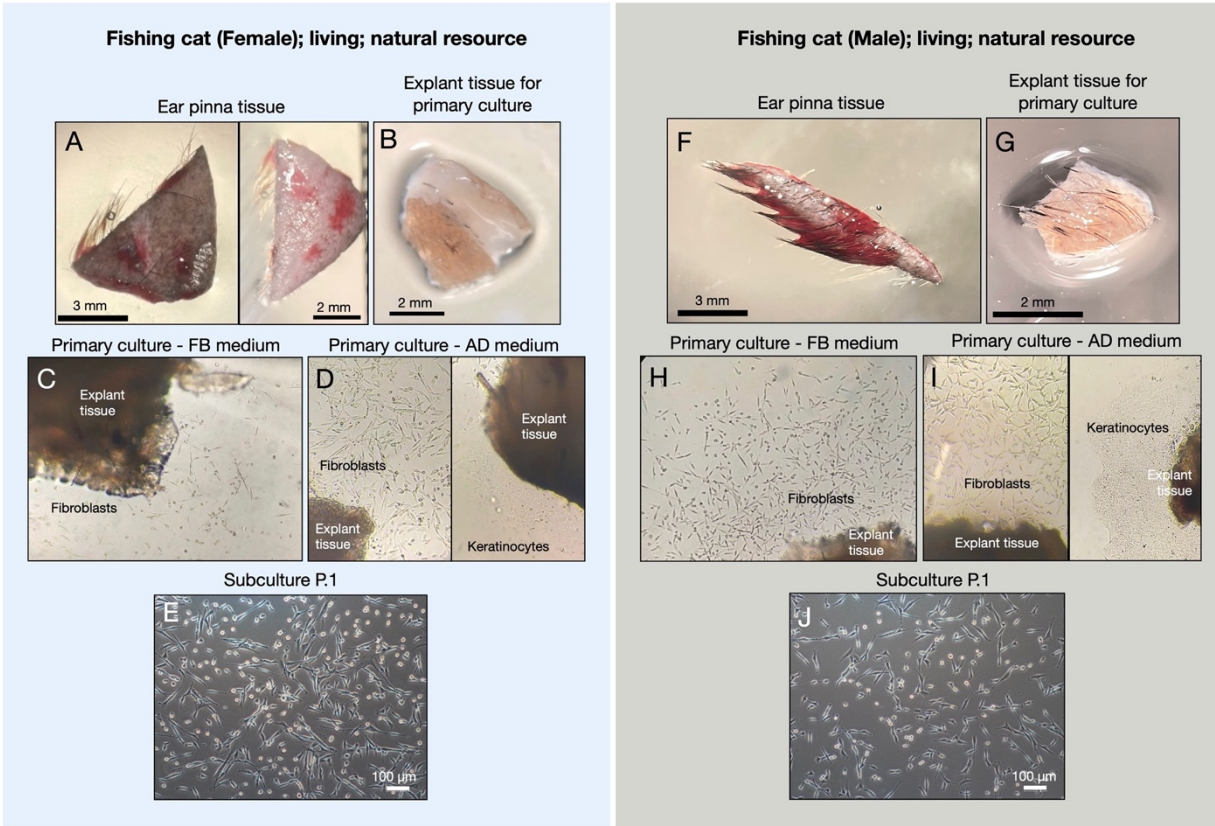 Fishing cat (Female); living; natural resource
Ear pinna tissue
Explant tissue for
primary culture
A
B
3 mm
2 mm
2 mm
Primary culture - FB medium
Primary culture - AD medium
C
Explant
tissue
Fibroblasts
D
Fibroblasts
Explant
tissue
Explant
tissue
Keratinocytes
Subculture P.1
E
100 µm
Fishing cat (Male); living; natural resource
Ear pinna tissue
Explant tissue for
primary culture
F
G
3 mm
2 mm
Primary culture - FB medium
Primary culture - AD medium
H
Fibroblasts
Explant
tissue
I
Fibroblasts
Explant tissue
Keratinocytes
Explant
tissue
Subculture P.1
J
100 µm